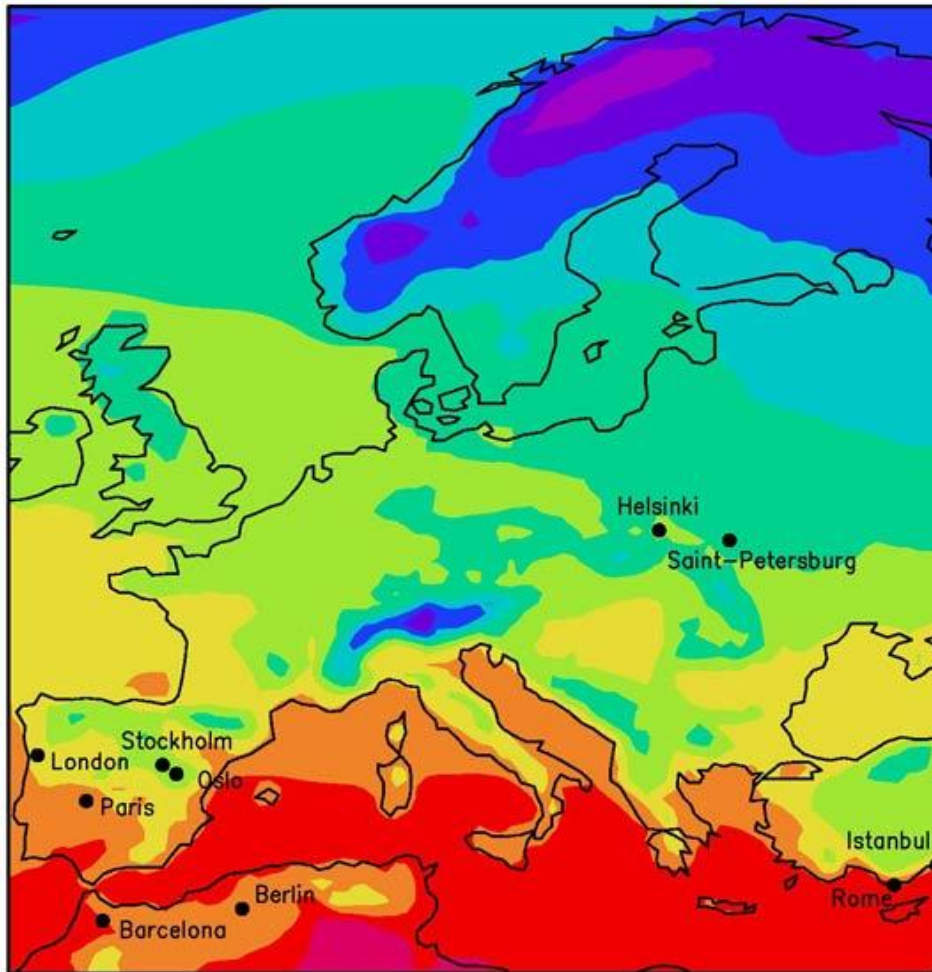 Helsinki
Saint-Petersburg
Stockholm
London
Oslo
Paris
Istanbul
Berlin
Rome
Barcelona